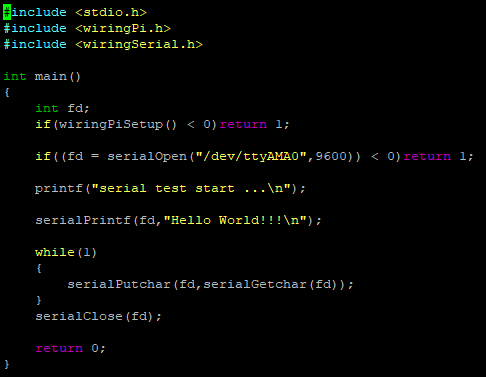 #include <stdio.h>
#include <wiringPi.h>
#include <wiringSerial.h>

int main()
{
    int fd;
    if(wiringPiSetup() < 0)return 1;

    if((fd = serialOpen("/dev/ttyAMA0",9600)) < 0)return 1;

    printf("serial test start ...\n");

    serialPrintf(fd,"Hello World!!!\n");

    while(1)
    {
        serialPutchar(fd,serialGetchar(fd));
    }
    serialClose(fd);

    return 0;
}